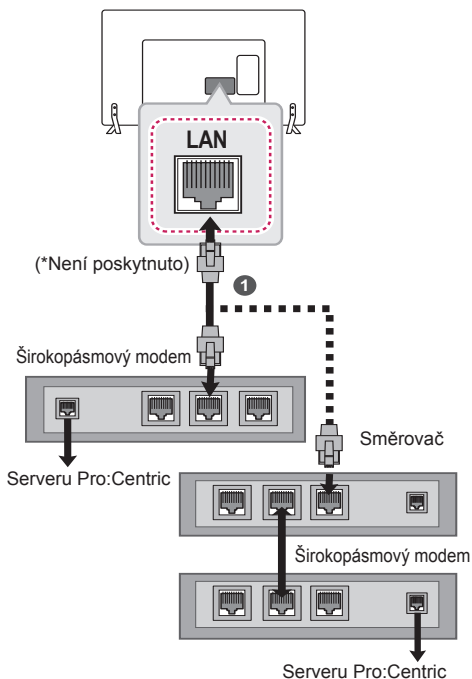 LAN
(*Není poskytnuto)
1
Širokopásmový modem
Serveru Pro:Centric
Směrovač
Širokopásmový modem
Serveru Pro:Centric